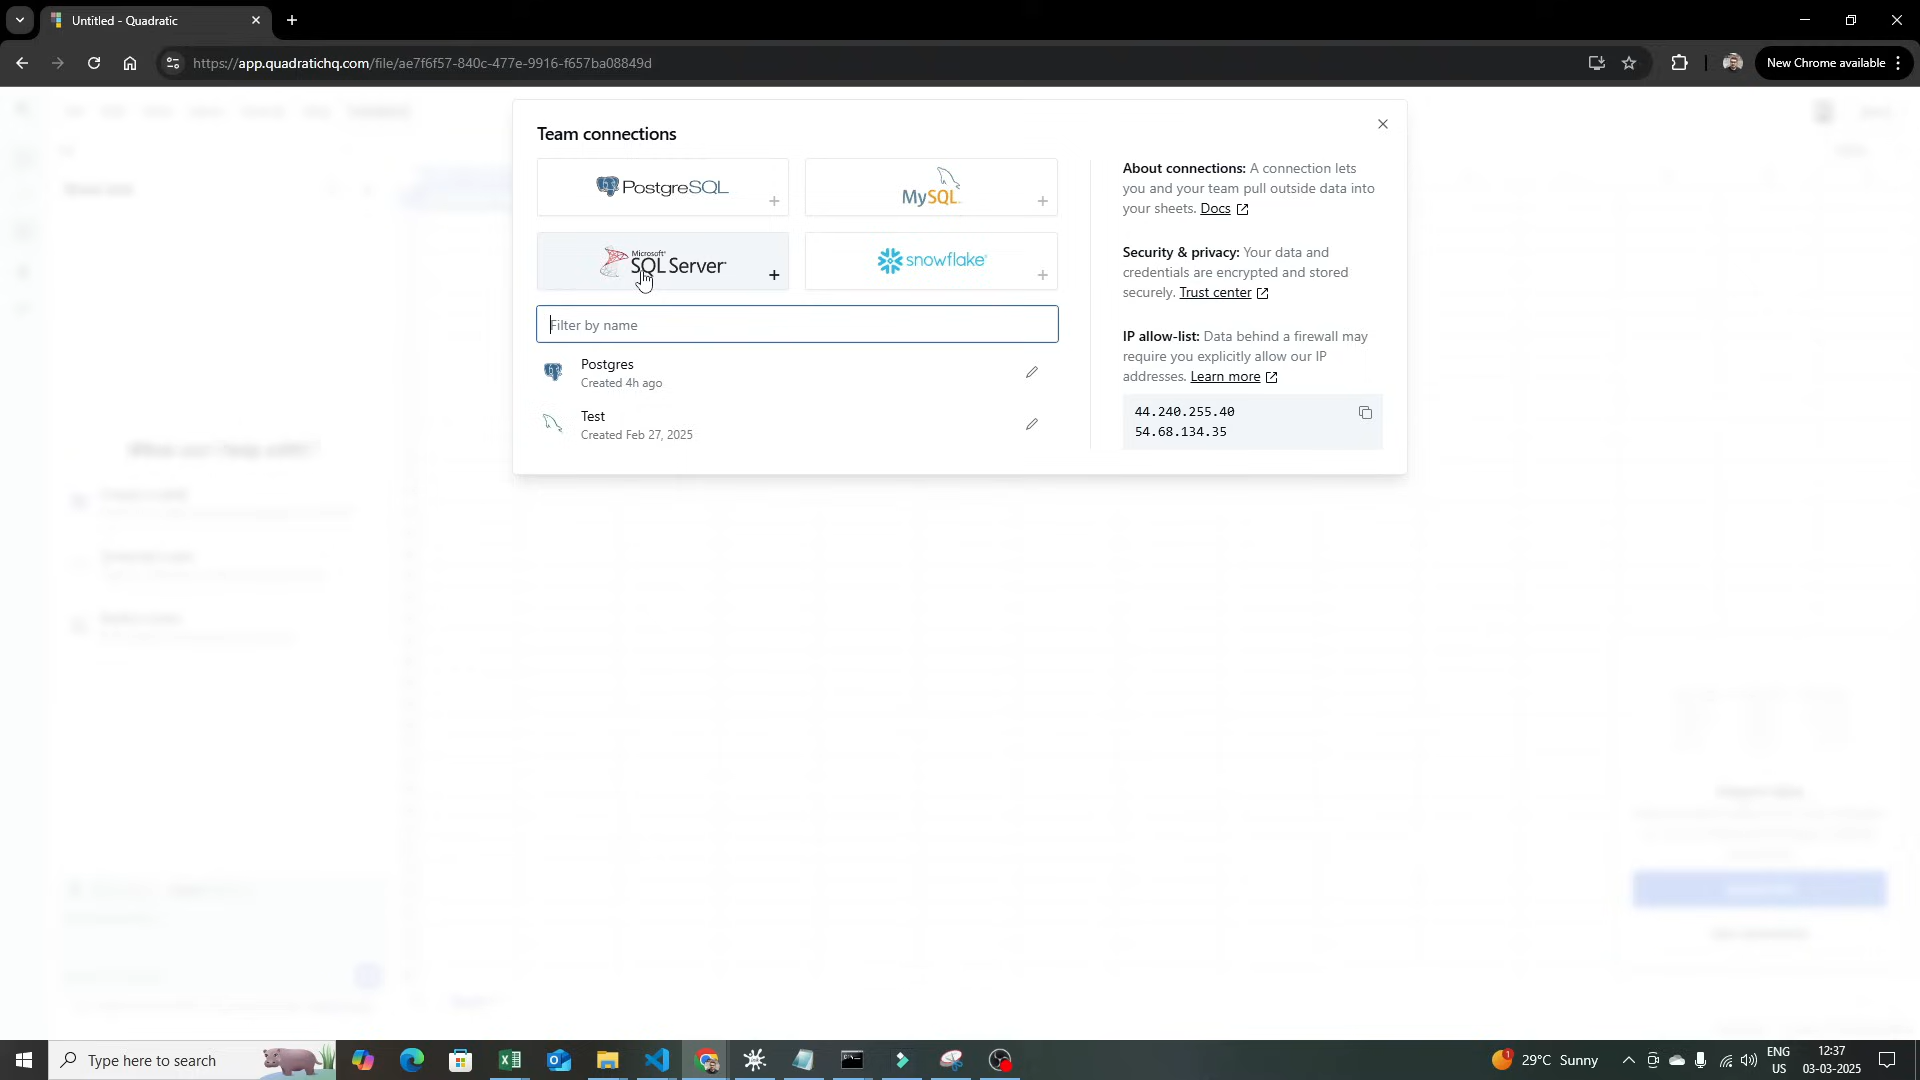 Untitled - Quadratic
https://app.quadratichq.com/file/ae7f6f57-840c-477e-9916-f657ba08849d
New Chrome available
Team connections
PostgreSQL
MySQL
Microsoft
SQL Server
snowflake
Filter by name
Postgres
Created 4h ago
Test
Created Feb 27, 2025
About connections: A connection lets
you and your team pull outside data into
your sheets. Docs
Security & privacy: Your data and
credentials are encrypted and stored
securely. Trust center
IP allow-list: Data behind a firewall may
require you explicitly allow our IP
addresses. Learn more
44.240.255.40
54.68.134.35
Type here to search
1
29°C Sunny
ENG
US
12:37
03-03-2025